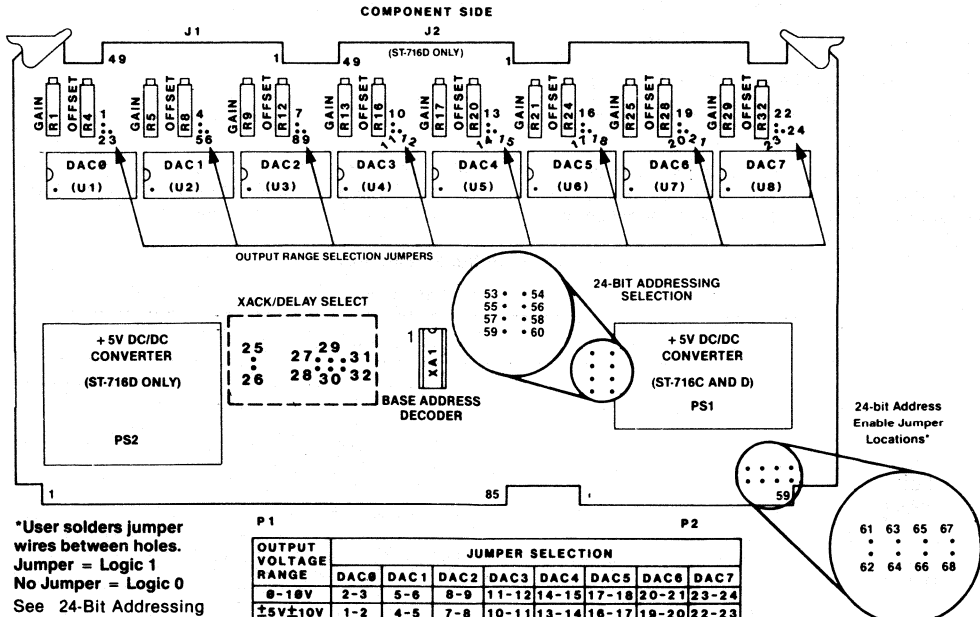 COMPONENT SIDE
J1
J2
49
1
49
(ST-716D ONLY)
1
GAIN R1 OFFSET R4 1 23
GAIN R5 OFFSET R8 4 56
GAIN R9 OFFSET R12 7 89
GAIN R13 OFFSET R16 10 11 12
GAIN R17 OFFSET R20 13 14 15
GAIN R21 OFFSET R24 16 17 18
GAIN R25 OFFSET R28 19 20 21
GAIN R29 OFFSET R32 22 23 24
DAC0 DAC1 DAC2 DAC3 DAC4 DAC5 DAC6 DAC7
(U1) (U2) (U3) (U4) (U5) (U6) (U7) (U8)
OUTPUT RANGE SELECTION JUMPERS
XACK/DELAY SELECT
25
26
27 29 31
28 30 32
1
XA1
BASE ADDRESS
DECODER
53 54
55 56
57 58
59 60
24-BIT ADDRESSING
SELECTION
+5V DC/DC
CONVERTER
(ST-716D ONLY)
PS2
+5V DC/DC
CONVERTER
(ST-716C AND D)
PS1
24-bit Address
Enable Jumper
Locations*
1
85
59
P1
P2
61 63 65 67
62 64 66 68
*User solders jumper
wires between holes.
Jumper = Logic 1
No Jumper = Logic 0
See 24-Bit Addressing
OUTPUT
VOLTAGE
RANGE
JUMPER SELECTION
DAC0 DAC1 DAC2 DAC3 DAC4 DAC5 DAC6 DAC7
0-10V 2-3 5-6 8-9 11-12 14-15 17-18 20-21 23-24
±5V±10V 1-2 4-5 7-8 10-11 13-14 16-17 19-20 22-23